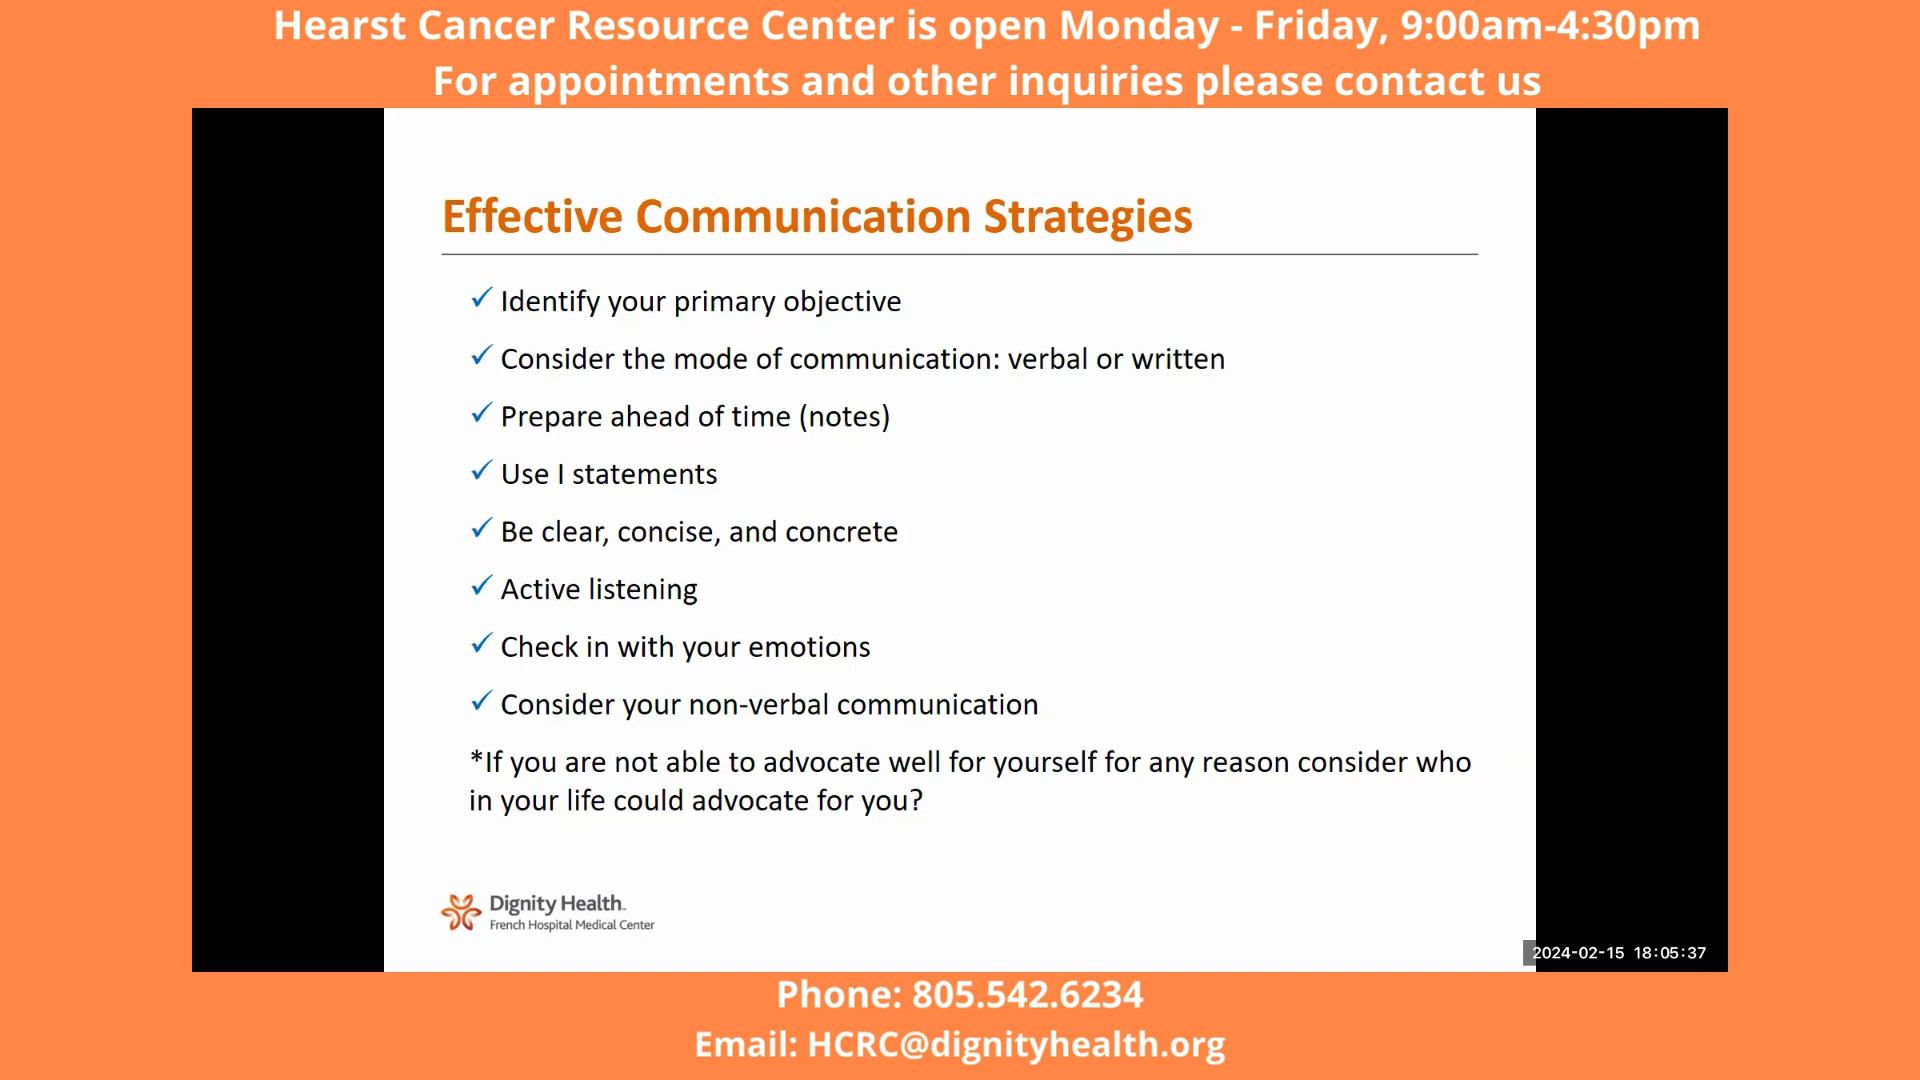 Hearst Cancer Resource Center is open Monday - Friday, 9:00am-4:30pm
For appointments and other inquiries please contact us
Effective Communication Strategies
✓ Identify your primary objective
✓ Consider the mode of communication: verbal or written
✓ Prepare ahead of time (notes)
✓ Use I statements
✓ Be clear, concise, and concrete
✓ Active listening
✓ Check in with your emotions
✓ Consider your non-verbal communication
*If you are not able to advocate well for yourself for any reason consider who
in your life could advocate for you?
Dignity Health™
French Hospital Medical Center
2024-02-15 18:05:37
Phone: 805.542.6234
Email: HCRC@dignityhealth.org